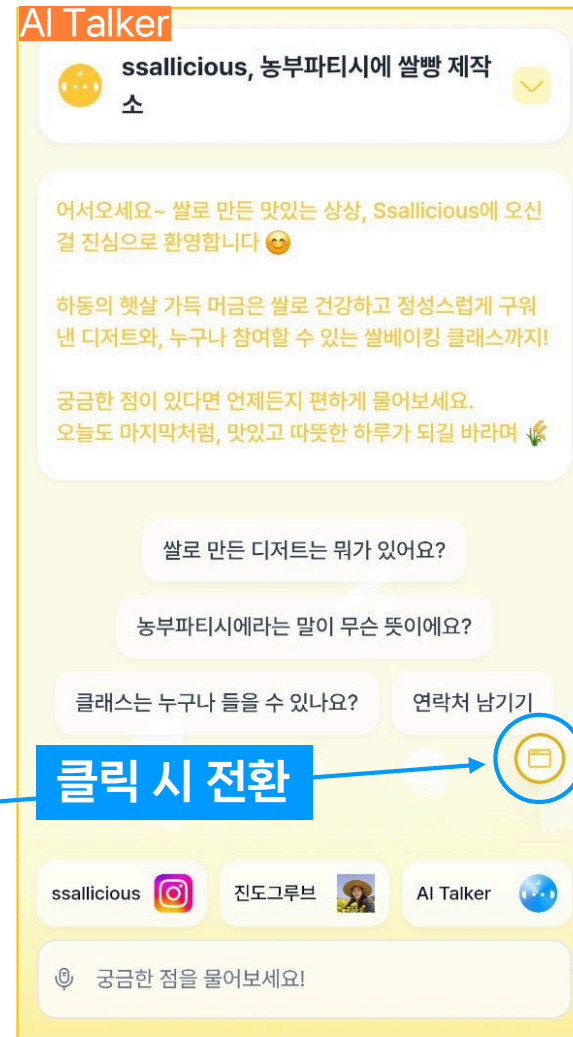 AI Talker
ssallicious, 농부파티시에 쌀빵 제작
소
어서오세요~ 쌀로 만든 맛있는 상상, Ssallicious에 오신
걸 진심으로 환영합니다 😊
하동의 햇살 가득 머금은 쌀로 건강하고 정성스럽게 구워
낸 디저트와, 누구나 참여할 수 있는 쌀베이킹 클래스까지!
궁금한 점이 있다면 언제든지 편하게 물어보세요.
오늘도 마지막처럼, 맛있고 따뜻한 하루가 되길 바라며 🌾
쌀로 만든 디저트는 뭐가 있어요?
농부파티시에라는 말이 무슨 뜻이에요?
클래스는 누구나 들을 수 있나요? 연락처 남기기
클릭 시 전환
ssallicious 진도그루브 AI Talker
궁금한 점을 물어보세요!